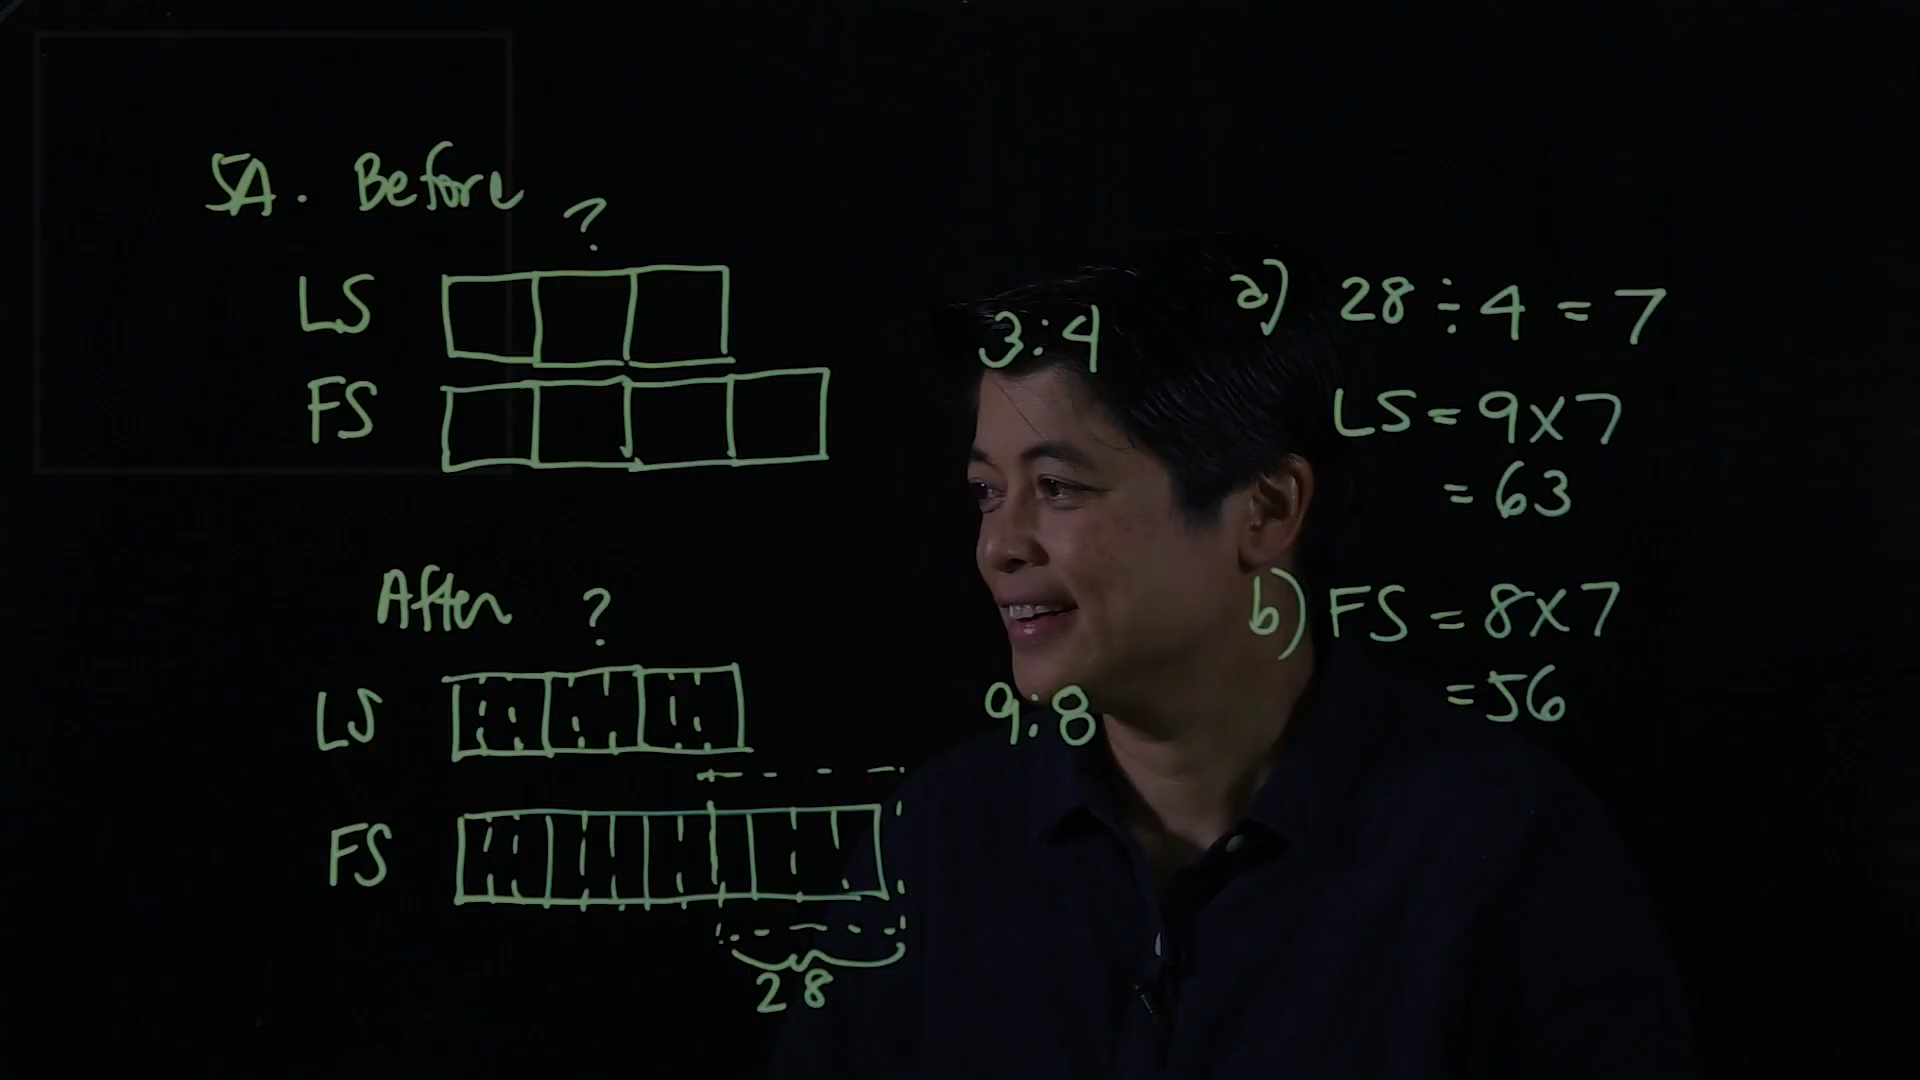 5A. Before
?
LS
FS
3:4
After ?
LS
FS
9:8
28
a) 28 ÷ 4 = 7
LS = 9 x 7
= 63
b) FS = 8 x 7
= 56